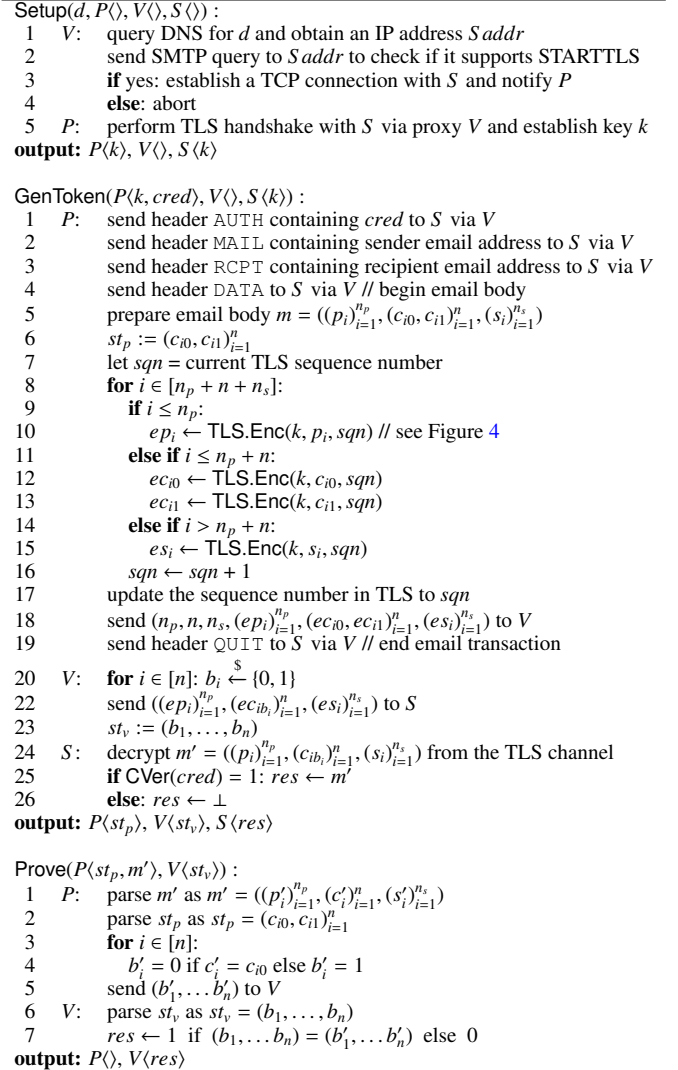 Setup(d, P⟨⟩, V⟨⟩, S⟨⟩) :
1 V: query DNS for d and obtain an IP address Saddr
2 send SMTP query to Saddr to check if it supports STARTTLS
3 if yes: establish a TCP connection with S and notify P
4 else: abort
5 P: perform TLS handshake with S via proxy V and establish key k
output: P⟨k⟩, V⟨⟩, S⟨k⟩
GenToken(P⟨k, cred⟩, V⟨⟩, S⟨k⟩) :
1 P: send header AUTH containing cred to S via V
2 send header MAIL containing sender email address to S via V
3 send header RCPT containing recipient email address to S via V
4 send header DATA to S via V // begin email body
5 prepare email body m = ((p_i)_{i=1}^{n_p}, (c_{i0}, c_{i1})_{i=1}^{n}, (s_i)_{i=1}^{n_s})
6 st_p := (c_{i0}, c_{i1})_{i=1}^{n}
7 let sqn = current TLS sequence number
8 for i ∈ [n_p + n + n_s]:
9 if i ≤ n_p:
10 ep_i ← TLS.Enc(k, p_i, sqn) // see Figure 4
11 else if i ≤ n_p + n:
12 ec_{i0} ← TLS.Enc(k, c_{i0}, sqn)
13 ec_{i1} ← TLS.Enc(k, c_{i1}, sqn)
14 else if i > n_p + n:
15 es_i ← TLS.Enc(k, s_i, sqn)
16 sqn ← sqn + 1
17 update the sequence number in TLS to sqn
18 send (n_p, n, n_s, (ep_i)_{i=1}^{n_p}, (ec_{i0}, ec_{i1})_{i=1}^{n}, (es_i)_{i=1}^{n_s}) to V
19 send header QUIT to S via V // end email transaction
20 V: for i ∈ [n]: b_i ←$ {0, 1}
22 send ((ep_i)_{i=1}^{n_p}, (ec_{ib_i})_{i=1}^{n}, (es_i)_{i=1}^{n_s}) to S
23 st_v := (b_1, . . . , b_n)
24 S: decrypt m′ = ((p_i)_{i=1}^{n_p}, (c_{ib_i})_{i=1}^{n}, (s_i)_{i=1}^{n_s}) from the TLS channel
25 if CVer(cred) = 1: res ← m′
26 else: res ← ⊥
output: P⟨st_p⟩, V⟨st_v⟩, S⟨res⟩
Prove(P⟨st_p, m′⟩, V⟨st_v⟩) :
1 P: parse m′ as m′ = ((p′_i)_{i=1}^{n_p}, (c′_i)_{i=1}^{n}, (s′_i)_{i=1}^{n_s})
2 parse st_p as st_p = (c_{i0}, c_{i1})_{i=1}^{n}
3 for i ∈ [n]:
4 b′_i = 0 if c′_i = c_{i0} else b′_i = 1
5 send (b′_1, . . . b′_n) to V
6 V: parse st_v as st_v = (b_1, . . . , b_n)
7 res ← 1 if (b_1, . . . b_n) = (b′_1, . . . b′_n) else 0
output: P⟨⟩, V⟨res⟩